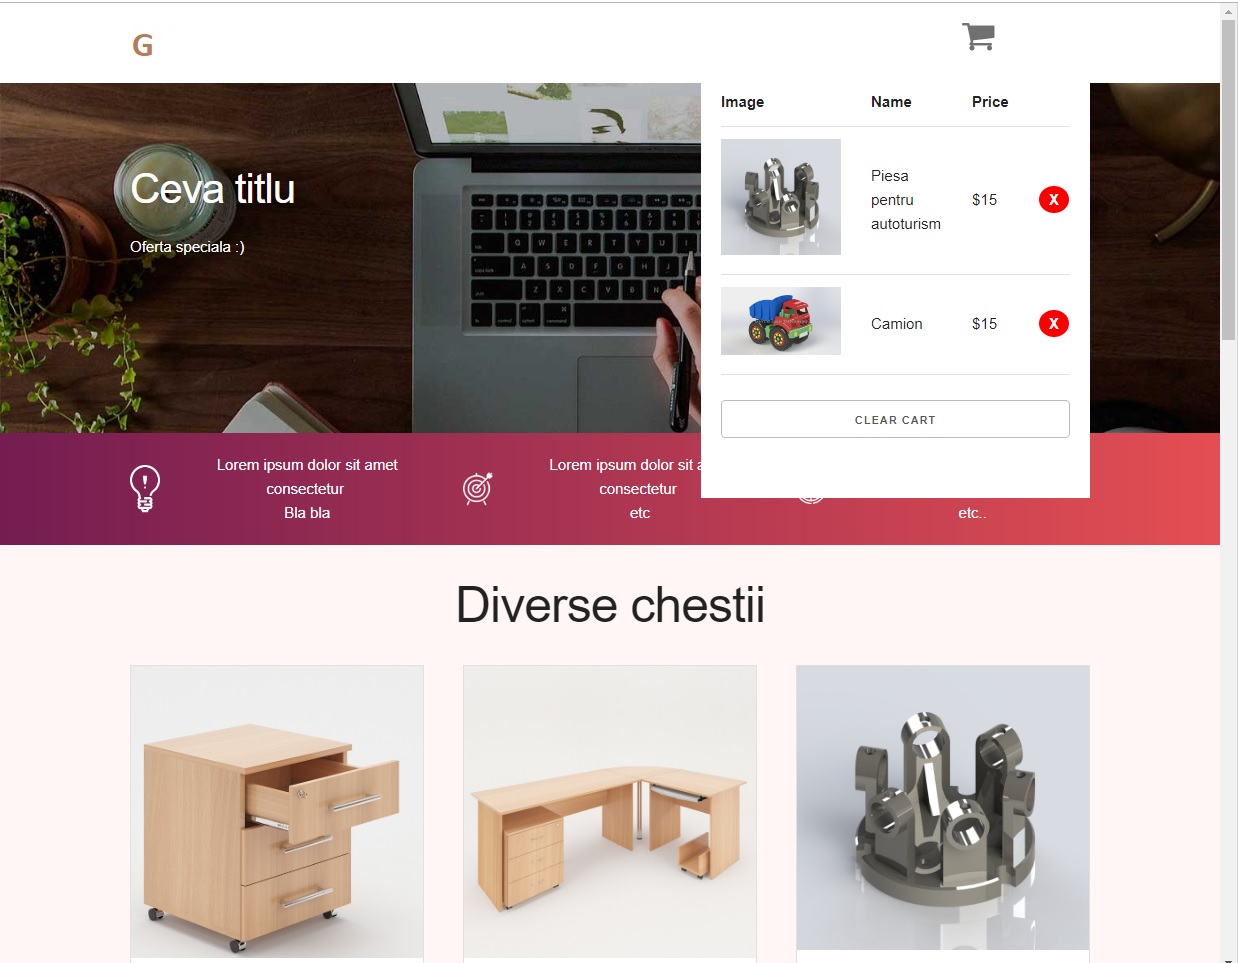 G
Image Name Price
Piesa
pentru
autoturism
$15
X
Camion
$15
X
CLEAR CART
Ceva titlu
Oferta speciala :)
Lorem ipsum dolor sit amet
consectetur
Bla bla
Lorem ipsum dolor sit
consectetur
etc
etc..
Diverse chestii